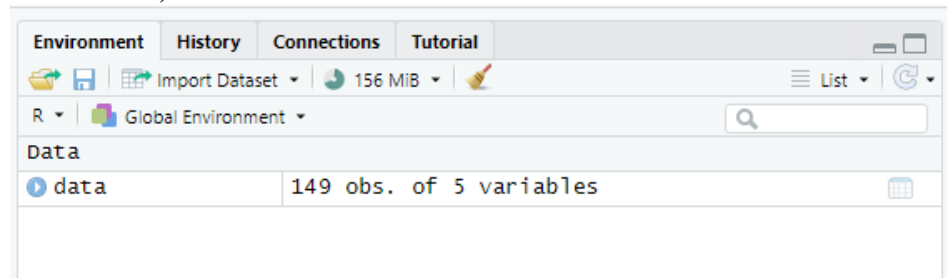 Environment History Connections Tutorial
Import Dataset 156 MiB List
R Global Environment
Data
data 149 obs. of 5 variables